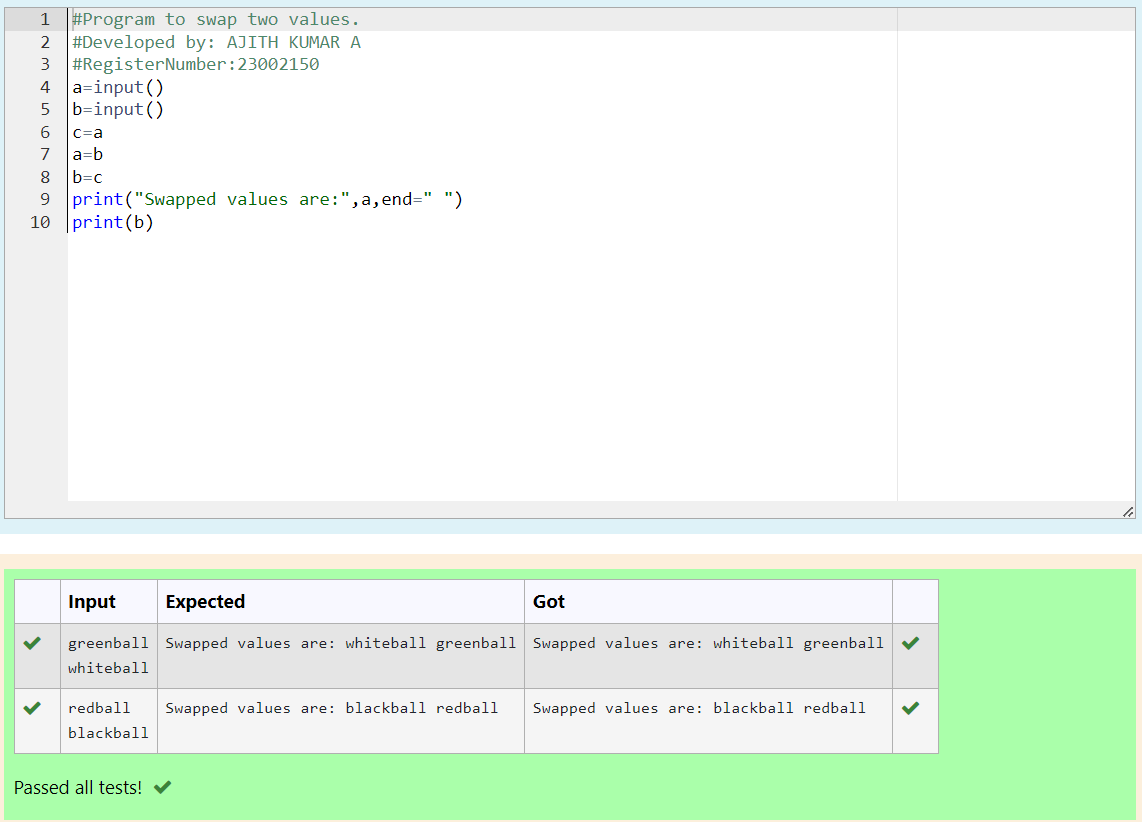 1 #Program to swap two values.
2 #Developed by: AJITH KUMAR A
3 #RegisterNumber:23002150
4 a=input()
5 b=input()
6 c=a
7 a=b
8 b=c
9 print("Swapped values are:",a,end=" ")
10 print(b)
Input Expected Got
greenball Swapped values are: whiteball greenball Swapped values are: whiteball greenball
whiteball
redball Swapped values are: blackball redball Swapped values are: blackball redball
blackball
Passed all tests!